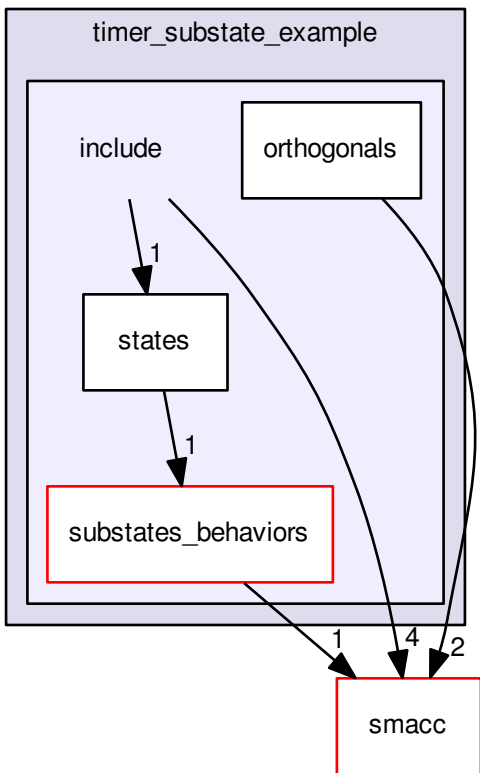 timer_substate_example
include
orthogonals
1
states
1
substates_behaviors
1
4
2
smacc